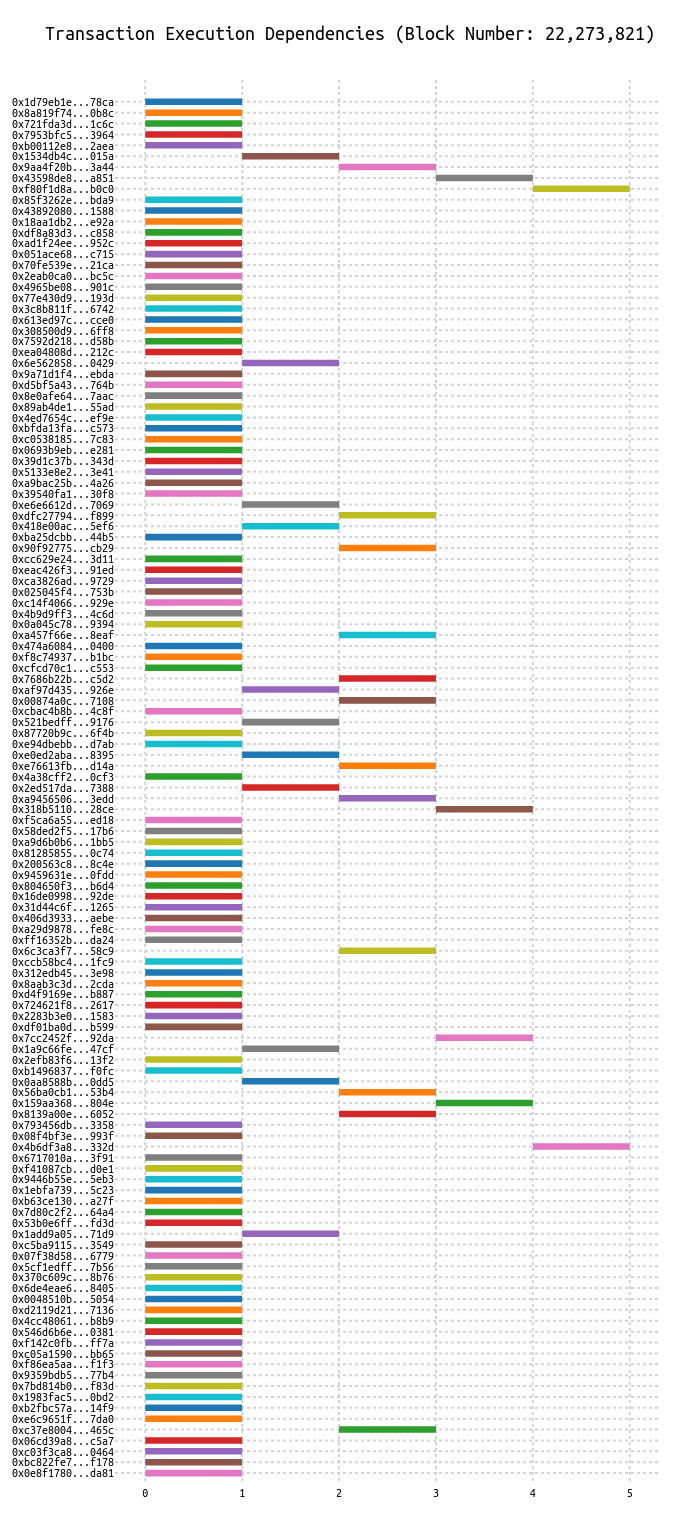 Transaction Execution Dependencies (Block Number: 22,273,821)
0x1d79eb1e...78ca
0x8a819f74...0b8c
0x721fda3d...1c6c
0x7953bfc5...3964
0xb00112e8...2aea
0x1534db4c...015a
0x9aa4f20b...3a44
0x43598de8...a851
0xf80f1d8a...b0c0
0x85f3262e...bda9
0x43892080...1588
0x18aa1db2...e92a
0xdf8a83d3...c858
0xad1f24ee...952c
0x051ace68...c715
0x70fe539e...21ca
0x2eab0ca0...bc5c
0x4965be08...901c
0x77e430d9...193d
0x3c8b811f...6742
0x613ed97c...cce0
0x308500d9...6ff8
0x7592d218...d58b
0xea04808d...212c
0x6e562858...0429
0x9a71d1f4...ebda
0xd5bf5a43...764b
0x8e0afe64...7aac
0x89ab4de1...55ad
0x4ed7654c...ef9e
0xbfda13fa...c573
0xc0538185...7c83
0x0693b9eb...e281
0x39d1c37b...343d
0x5133e8e2...3e41
0xa9bac25b...4a26
0x39540fa1...30f8
0xe6e6612d...7069
0xdfc27794...f899
0x418e00ac...5ef6
0xba25dcbb...44b5
0x90f92775...cb29
0xcc629e24...3d11
0xeac426f3...91ed
0xca3826ad...9729
0x025045f4...753b
0xc14f4066...929e
0x4b9d9ff3...4c6d
0x0a045c78...9394
0xa457f66e...8eaf
0x474a6084...0400
0xf8c74937...b1bc
0xcfcd70c1...c553
0x7686b22b...c5d2
0xaf97d435...926e
0x00874a0c...7108
0xcbac4b8b...4c8f
0x521bedff...9176
0x87720b9c...6f4b
0xe94dbebb...d7ab
0xe0ed2aba...8395
0xe76613fb...d14a
0x4a38cff2...0cf3
0x2ed517da...7388
0xa9456506...3edd
0x318b5110...28ce
0xf5ca6a55...ed18
0x58ded2f5...17b6
0xa9d6b0b6...1bb5
0x81285855...0c74
0x200563c8...8c4e
0x9459631e...0fdd
0x804650f3...b6d4
0x16de0998...92de
0x31d44c6f...1265
0x406d3933...aebe
0xa29d9878...fe8c
0xff16352b...da24
0x6c3ca3f7...58c9
0xccb58bc4...1fc9
0x312edb45...3e98
0x8aab3c3d...2cda
0xd4f9169e...b887
0x724621f8...2617
0x2283b3e0...1583
0xdf01ba0d...b599
0x7cc2452f...92da
0x1a9c66fe...47cf
0x2efb83f6...13f2
0xb1496837...f0fc
0x0aa8588b...0dd5
0x56ba0cb1...53b4
0x159aa368...804e
0x8139a00e...6052
0x793456db...3358
0x08f4bf3e...993f
0x4b6df3a8...332d
0x6717010a...3f91
0xf41087cb...d0e1
0x9446b55e...5eb3
0x1ebfa739...5c23
0xb63ce130...a27f
0x7d80c2f2...64a4
0x53b0e6ff...fd3d
0x1add9a05...71d9
0xc5ba9115...3549
0x07f38d58...6779
0x5cf1edff...7b56
0x370c609c...8b76
0x6de4eae6...8405
0x0048510b...5054
0xd2119d21...7136
0x4cc48061...b8b9
0x546d6b6e...0381
0xf142c0fb...ff7a
0xc05a1590...bb65
0xf86ea5aa...f1f3
0x9359bdb5...77b4
0x7bd814b0...f83d
0x1983fac5...0bd2
0xb2fbc57a...14f9
0xe6c9651f...7da0
0xc37e8004...465c
0x06cd39a8...c5a7
0xc03f3ca8...0464
0xbc822fe7...f178
0x0e8f1780...da81
0 1 2 3 4 5